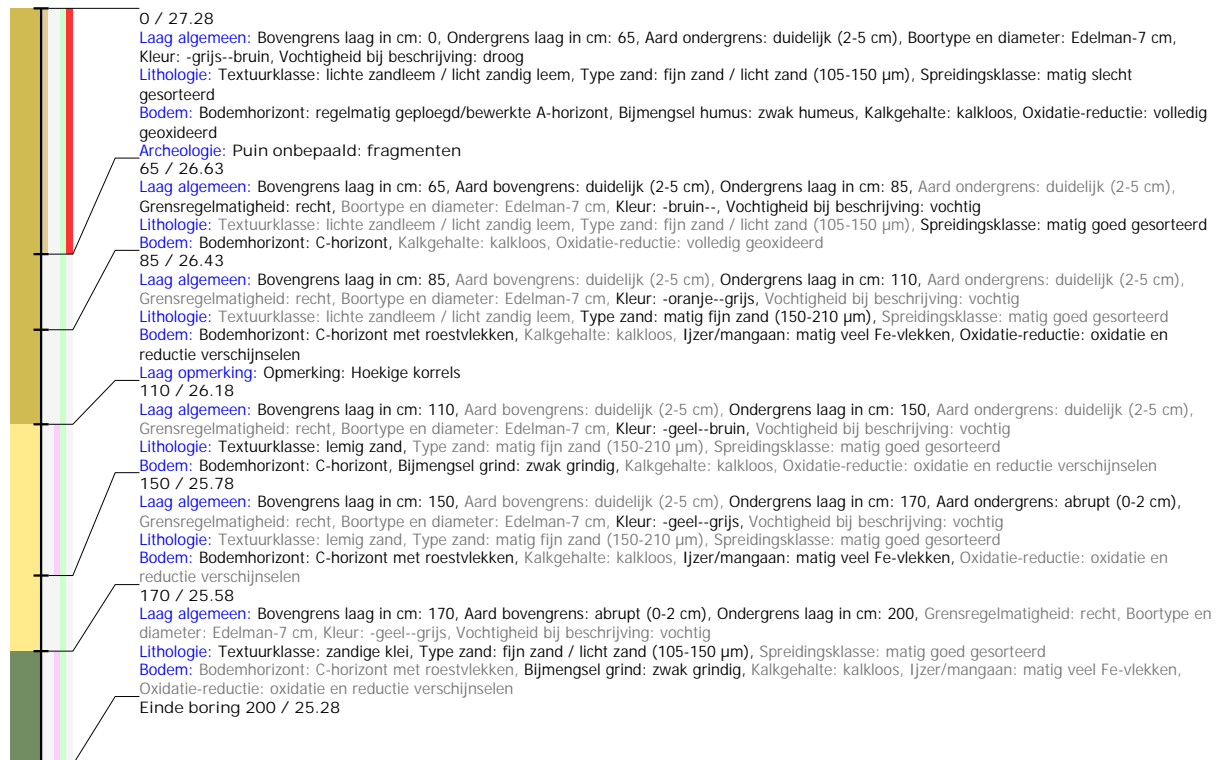 0 / 27.28
Laag algemeen: Bovengrens laag in cm: 0, Ondergrens laag in cm: 65, Aard ondergrens: duidelijk (2-5 cm), Boortype en diameter: Edelman-7 cm,
Kleur: -grijs--bruin, Vochtigheid bij beschrijving: droog
Lithologie: Textuurklasse: lichte zandleem / licht zandig leem, Type zand: fijn zand / licht zand (105-150 µm), Spreidingsklasse: matig slecht
gesorteerd
Bodem: Bodemhorizont: regelmatig geploegd/bewerkte A-horizont, Bijmengsel humus: zwak humeus, Kalkgehalte: kalkloos, Oxidatie-reductie: volledig
geoxideerd
Archeologie: Puin onbepaald: fragmenten
65 / 26.63
Laag algemeen: Bovengrens laag in cm: 65, Aard bovengrens: duidelijk (2-5 cm), Ondergrens laag in cm: 85, Aard ondergrens: duidelijk (2-5 cm),
Grensregelmatigheid: recht, Boortype en diameter: Edelman-7 cm, Kleur: -bruin--, Vochtigheid bij beschrijving: vochtig
Lithologie: Textuurklasse: lichte zandleem / licht zandig leem, Type zand: fijn zand / licht zand (105-150 µm), Spreidingsklasse: matig goed gesorteerd
Bodem: Bodemhorizont: C-horizont, Kalkgehalte: kalkloos, Oxidatie-reductie: volledig geoxideerd
85 / 26.43
Laag algemeen: Bovengrens laag in cm: 85, Aard bovengrens: duidelijk (2-5 cm), Ondergrens laag in cm: 110, Aard ondergrens: duidelijk (2-5 cm),
Grensregelmatigheid: recht, Boortype en diameter: Edelman-7 cm, Kleur: -oranje--grijs, Vochtigheid bij beschrijving: vochtig
Lithologie: Textuurklasse: lichte zandleem / licht zandig leem, Type zand: matig fijn zand (150-210 µm), Spreidingsklasse: matig goed gesorteerd
Bodem: Bodemhorizont: C-horizont met roestvlekken, Kalkgehalte: kalkloos, Ijzer/mangaan: matig veel Fe-vlekken, Oxidatie-reductie: oxidatie en
reductie verschijnselen
Laag opmerking: Opmerking: Hoekige korrels
110 / 26.18
Laag algemeen: Bovengrens laag in cm: 110, Aard bovengrens: duidelijk (2-5 cm), Ondergrens laag in cm: 150, Aard ondergrens: duidelijk (2-5 cm),
Grensregelmatigheid: recht, Boortype en diameter: Edelman-7 cm, Kleur: -geel--bruin, Vochtigheid bij beschrijving: vochtig
Lithologie: Textuurklasse: lemig zand, Type zand: matig fijn zand (150-210 µm), Spreidingsklasse: matig goed gesorteerd
Bodem: Bodemhorizont: C-horizont, Bijmengsel grind: zwak grindig, Kalkgehalte: kalkloos, Oxidatie-reductie: oxidatie en reductie verschijnselen
150 / 25.78
Laag algemeen: Bovengrens laag in cm: 150, Aard bovengrens: duidelijk (2-5 cm), Ondergrens laag in cm: 170, Aard ondergrens: abrupt (0-2 cm),
Grensregelmatigheid: recht, Boortype en diameter: Edelman-7 cm, Kleur: -geel--grijs, Vochtigheid bij beschrijving: vochtig
Lithologie: Textuurklasse: lemig zand, Type zand: matig fijn zand (150-210 µm), Spreidingsklasse: matig goed gesorteerd
Bodem: Bodemhorizont: C-horizont met roestvlekken, Kalkgehalte: kalkloos, Ijzer/mangaan: matig veel Fe-vlekken, Oxidatie-reductie: oxidatie en
reductie verschijnselen
170 / 25.58
Laag algemeen: Bovengrens laag in cm: 170, Aard bovengrens: abrupt (0-2 cm), Ondergrens laag in cm: 200, Grensregelmatigheid: recht, Boortype en
diameter: Edelman-7 cm, Kleur: -geel--grijs, Vochtigheid bij beschrijving: vochtig
Lithologie: Textuurklasse: zandige klei, Type zand: fijn zand / licht zand (105-150 µm), Spreidingsklasse: matig goed gesorteerd
Bodem: Bodemhorizont: C-horizont met roestvlekken, Bijmengsel grind: zwak grindig, Kalkgehalte: kalkloos, Ijzer/mangaan: matig veel Fe-vlekken,
Oxidatie-reductie: oxidatie en reductie verschijnselen
Einde boring 200 / 25.28